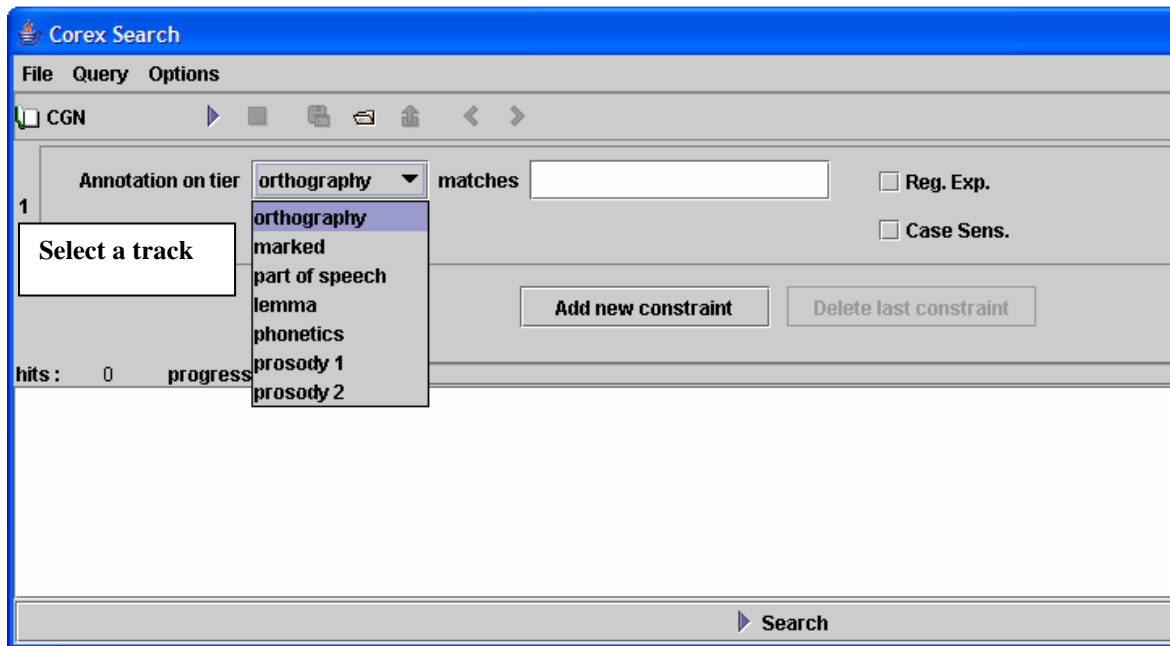 Corex Search
File Query Options
CGN
Annotation on tier orthography matches Reg. Exp.
1
orthography
Case Sens.
Select a track
marked
part of speech
lemma
Add new constraint Delete last constraint
phonetics
prosody 1
hits : 0 progress
prosody 2
Search